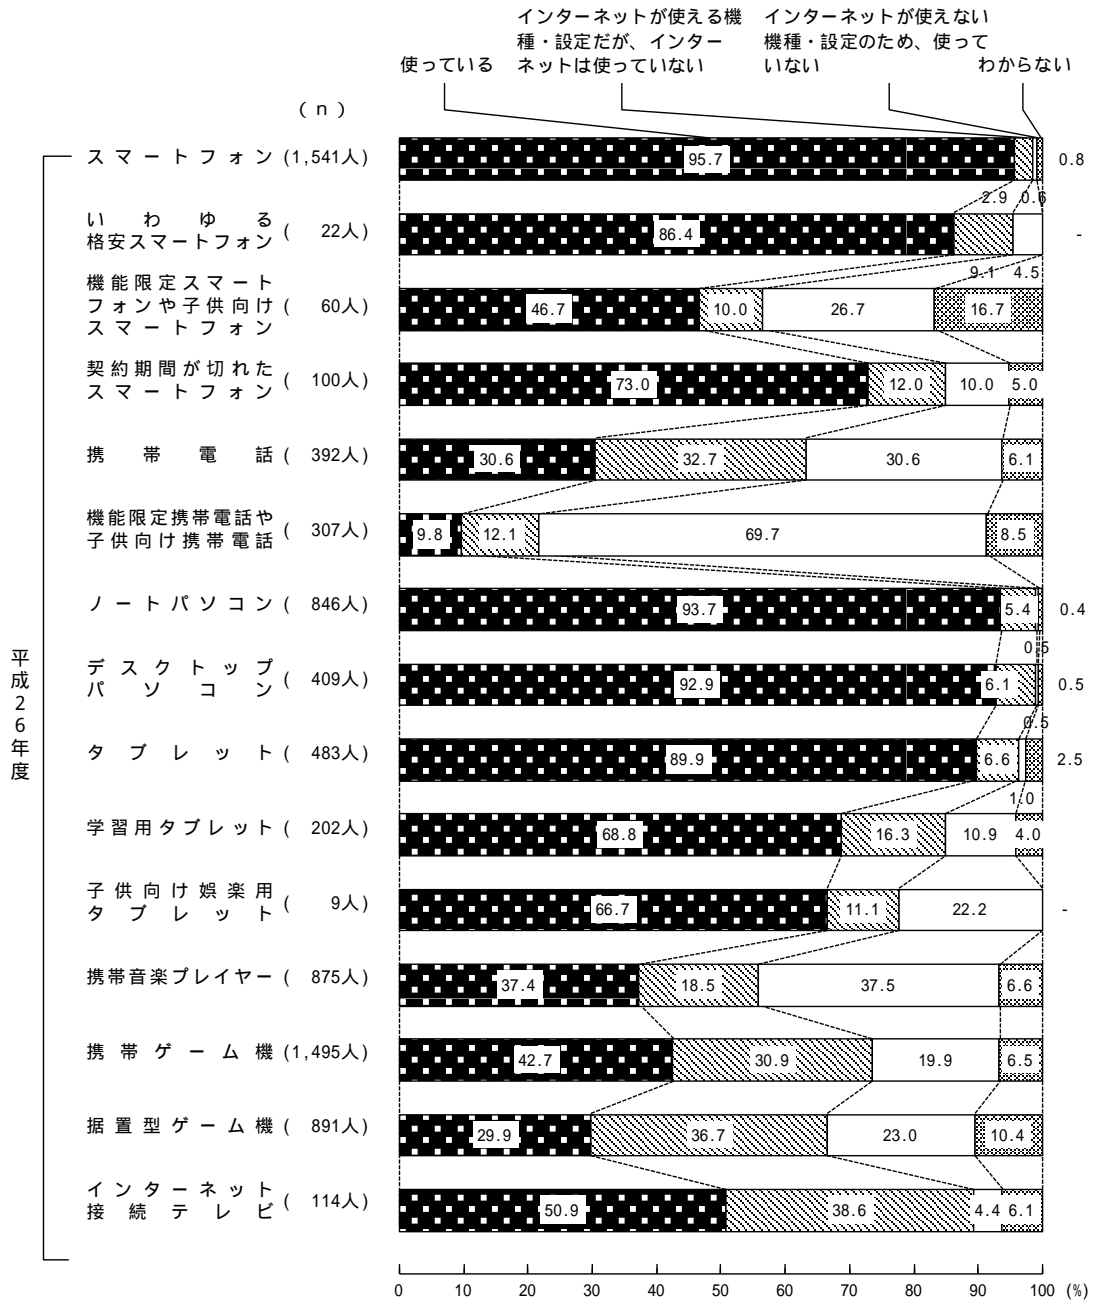 インターネットが使える機
種・設定だが、インター
ネットは使っていない
インターネットが使えない
機種・設定のため、使って
いない
使っている
わからない
(n)
平成26年度
スマートフォン (1,541人) 95.7 2.9 0.6 0.8
いわゆる
格安スマートフォン ( 22人) 86.4 9.1 4.5 -
機能限定スマート
フォンや子供向け
スマートフォン ( 60人) 46.7 10.0 26.7 16.7
契約期間が切れた
スマートフォン ( 100人) 73.0 12.0 10.0 5.0
携帯電話 ( 392人) 30.6 32.7 30.6 6.1
機能限定携帯電話や
子供向け携帯電話 ( 307人) 9.8 12.1 69.7 8.5
ノートパソコン ( 846人) 93.7 5.4 0.5 0.4
デスクトップ
パソコン ( 409人) 92.9 6.1 0.5 0.5
タブレット ( 483人) 89.9 6.6 1.0 2.5
学習用タブレット ( 202人) 68.8 16.3 10.9 4.0
子供向け娯楽用
タブレット ( 9人) 66.7 11.1 22.2 -
携帯音楽プレイヤー ( 875人) 37.4 18.5 37.5 6.6
携帯ゲーム機 (1,495人) 42.7 30.9 19.9 6.5
据置型ゲーム機 ( 891人) 29.9 36.7 23.0 10.4
インターネット
接続テレビ ( 114人) 50.9 38.6 4.4 6.1
0 10 20 30 40 50 60 70 80 90 100 (%)